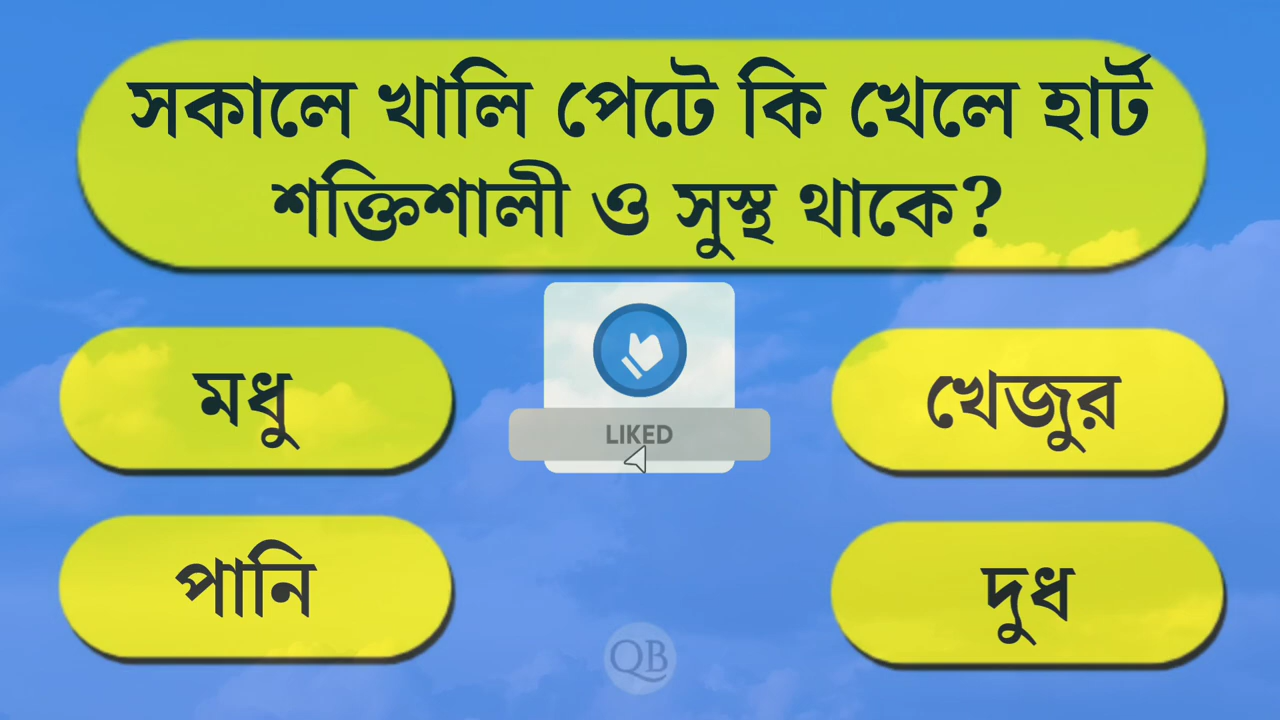 সকালে খালি পেটে কি খেলে হার্ট
শক্তিশালী ও সুস্থ থাকে?
মধু
খেজুর
LIKED
পানি
দুধ
QB